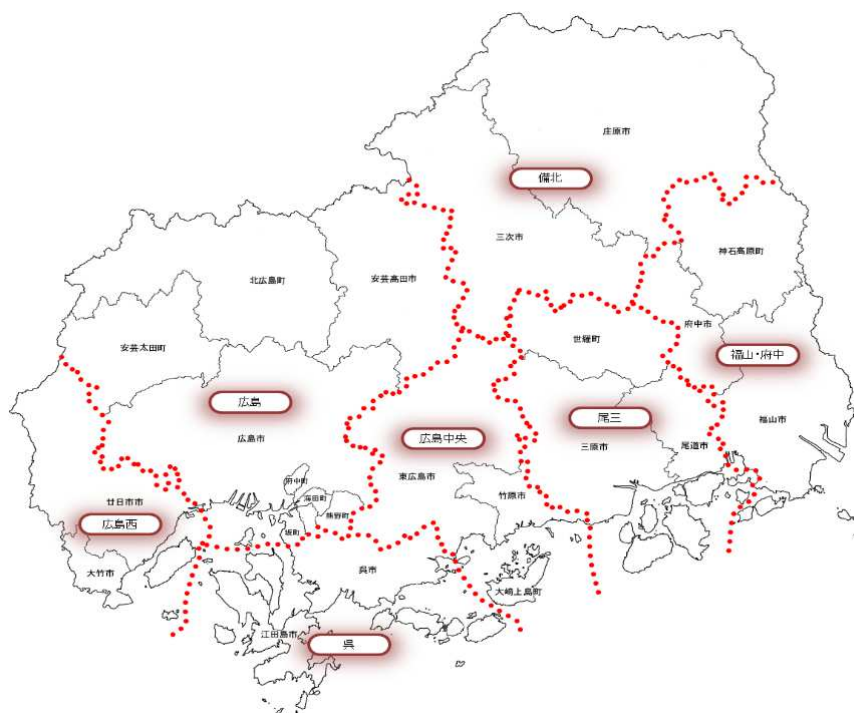 庄原市
備北
三次市
神石高原町
安芸高田市
北広島町
府中市
世羅町
安芸太田町
福山・府中
広島
尾三
福山市
広島中央
広島市
三原市
尾道市
東広島市
府中町
海田町
竹原市
廿日市市
熊野町
広島西
坂町
呉市
大竹市
大崎上島町
江田島市
呉